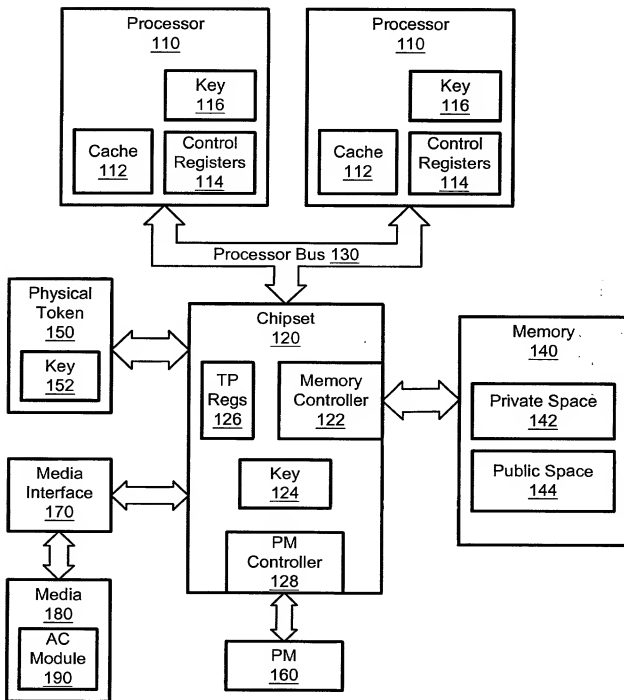 Processor
110
Key
116
Cache
112
Control
Registers
114
Processor
110
Key
116
Cache
112
Control
Registers
114
Processor Bus 130
Physical
Token
150
Key
152
Chipset
120
TP
Regs
126
Memory
Controller
122
Key
124
PM
Controller
128
Memory
140
Private Space
142
Public Space
144
Media
Interface
170
Media
180
AC
Module
190
PM
160